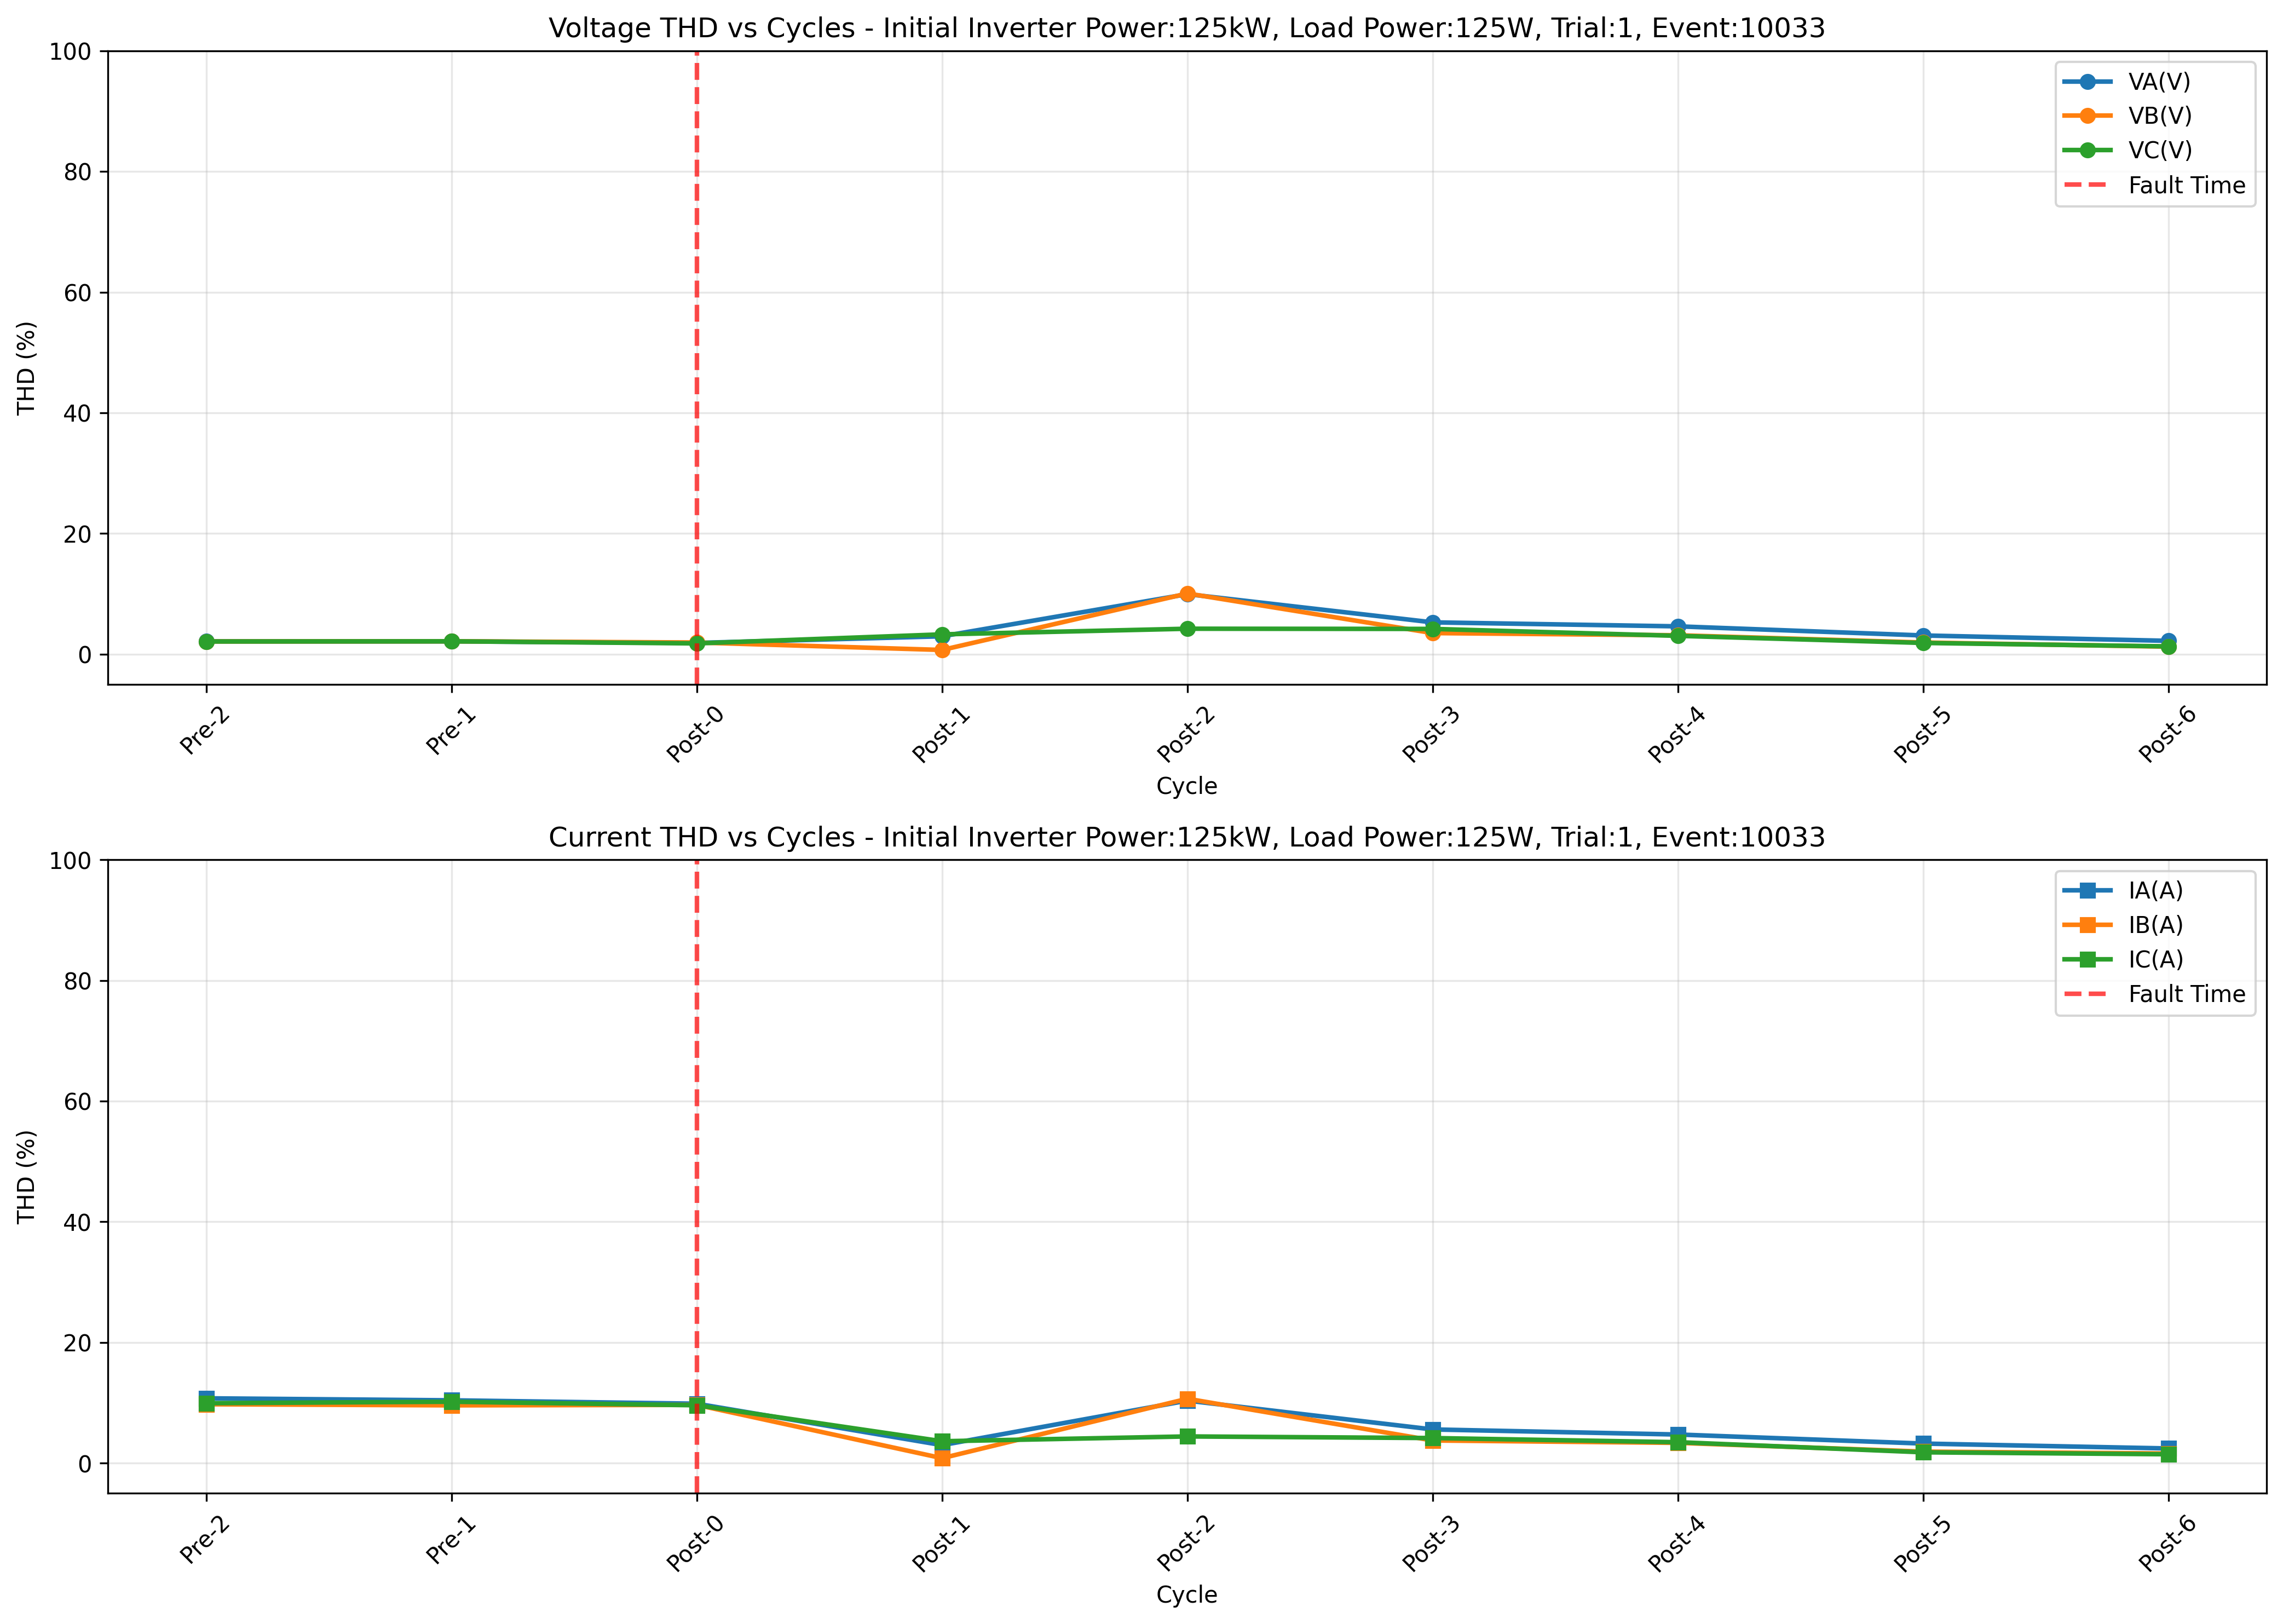 Voltage THD vs Cycles - Initial Inverter Power:125kW, Load Power:125W, Trial:1, Event:10033
100
80
60
40
20
0
THD (%)
VA(V)
VB(V)
VC(V)
Fault Time
Pre-2
Pre-1
Post-0
Post-1
Post-2
Post-3
Post-4
Post-5
Post-6
Cycle
Current THD vs Cycles - Initial Inverter Power:125kW, Load Power:125W, Trial:1, Event:10033
100
80
60
40
20
0
THD (%)
IA(A)
IB(A)
IC(A)
Fault Time
Pre-2
Pre-1
Post-0
Post-1
Post-2
Post-3
Post-4
Post-5
Post-6
Cycle